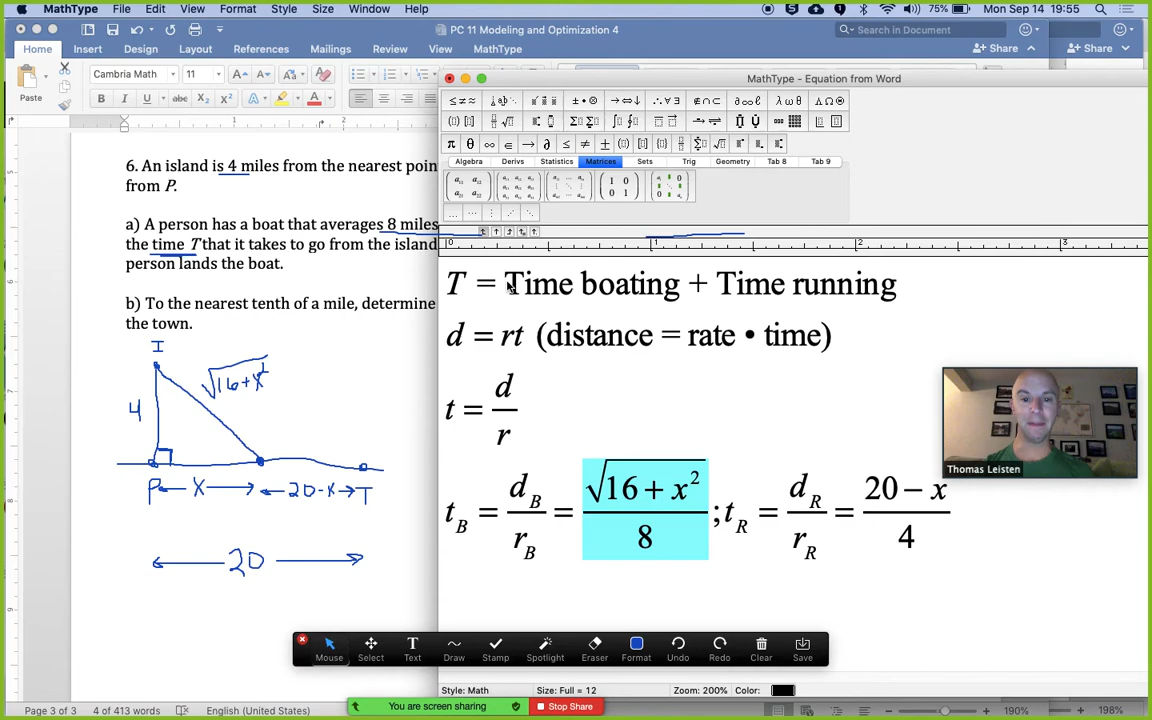 MathType File Edit View Format Style Size Window Help 75% Mon Sep 14 19:55
PC 11 Modeling and Optimization 4
Search in Document
Home Insert Design Layout References Mailings Review View MathType
Share
Share
Paste
Cambria Math 11
MathType - Equation from Word
Algebra Derivs Statistics Matrices Sets Trig Geometry Tab 8 Tab 9
6. An island is 4 miles from the nearest poin
from P.
a) A person has a boat that averages 8 miles
the time T that it takes to go from the island
person lands the boat.
b) To the nearest tenth of a mile, determine
the town.
I
√16+x²
4
P X 20-x T
20
T = Time boating + Time running
d = rt (distance = rate • time)
t = d/r
t_B = d_B/r_B = √(16 + x²)/8 ; t_R = d_R/r_R = (20 − x)/4
Thomas Leisten
Mouse Select Text Draw Stamp Spotlight Eraser Format Undo Redo Clear Save
Style: Math Size: Full = 12 Zoom: 200% Color:
You are screen sharing Stop Share
Page 3 of 3 4 of 413 words English (United States) 190% 198%